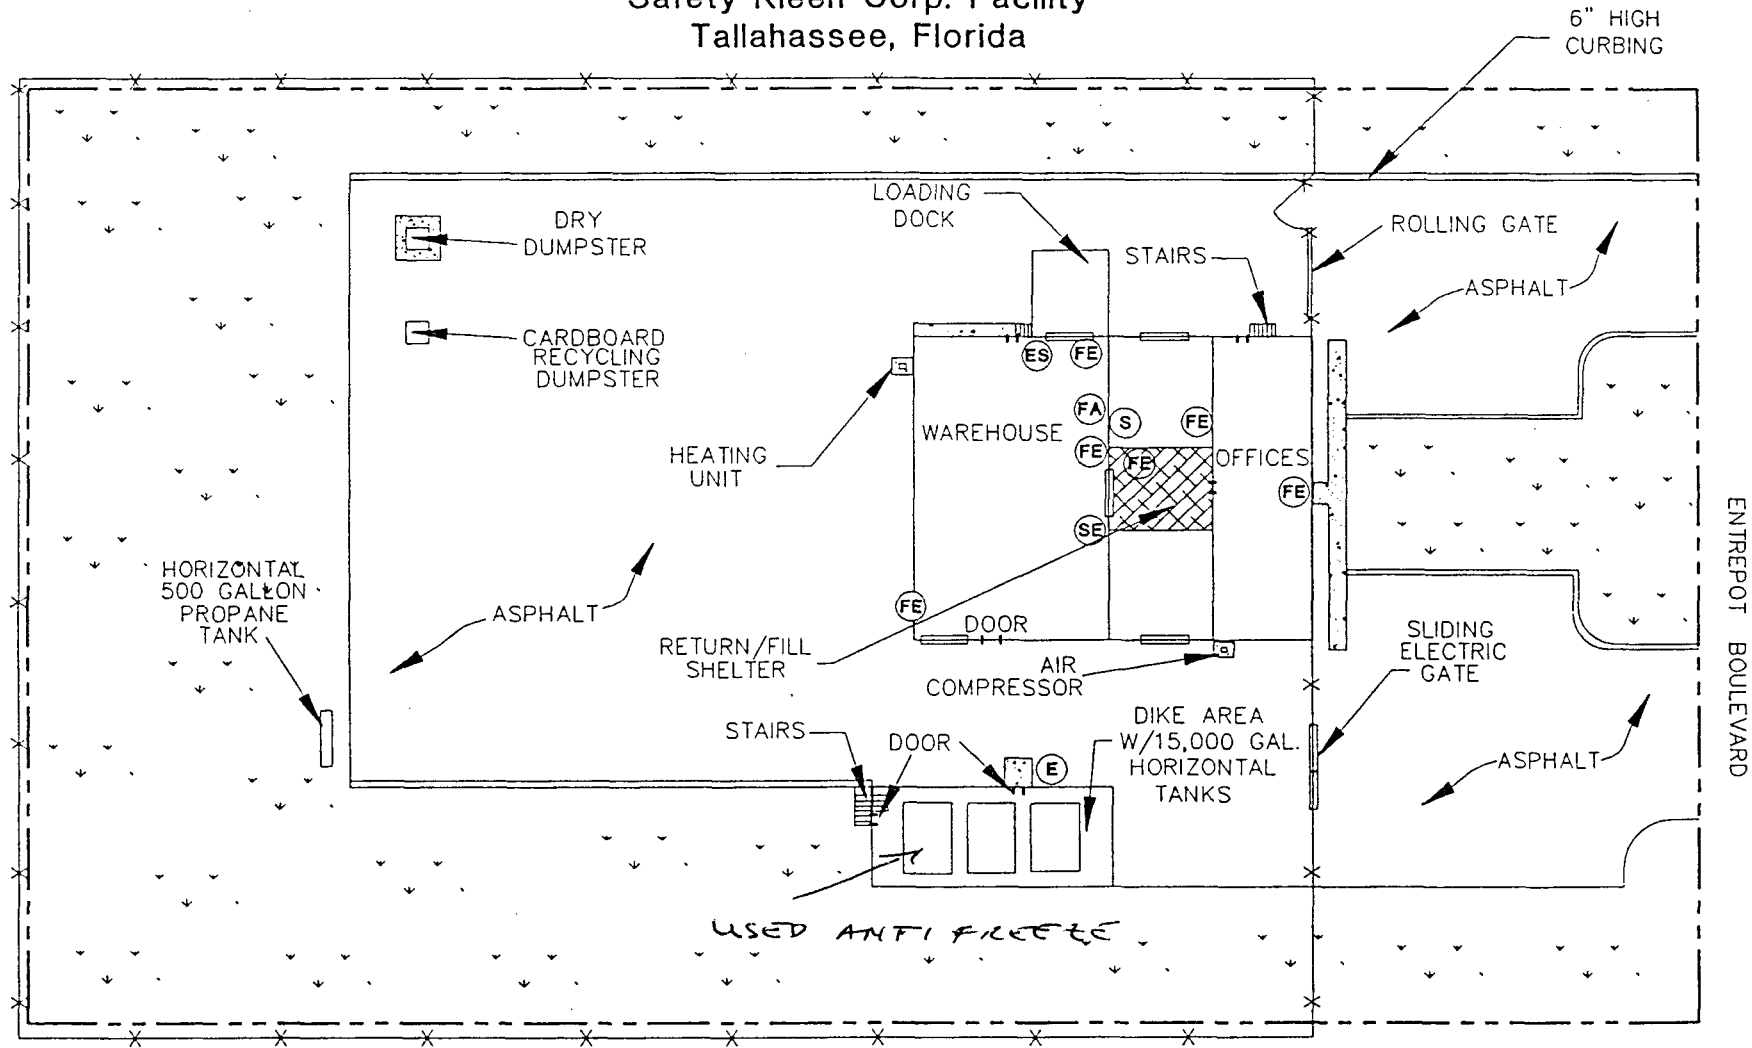 Safety Kleen Corp. Facility
Tallahassee, Florida
6" HIGH
CURBING
LOADING
DOCK
DRY
DUMPSTER
STAIRS
ROLLING GATE
ASPHALT
CARDBOARD
RECYCLING
DUMPSTER
ES
FE
FA
S
FE
WAREHOUSE
FE
FE
OFFICES
HEATING
UNIT
FE
SE
ENTREPOT BOULEVARD
HORIZONTAL
500 GALLON
PROPANE
TANK
ASPHALT
FE
DOOR
RETURN/FILL
SHELTER
AIR
COMPRESSOR
SLIDING
ELECTRIC
GATE
STAIRS
DOOR
E
DIKE AREA
W/15,000 GAL.
HORIZONTAL
TANKS
ASPHALT
USED ANTIFREEZE